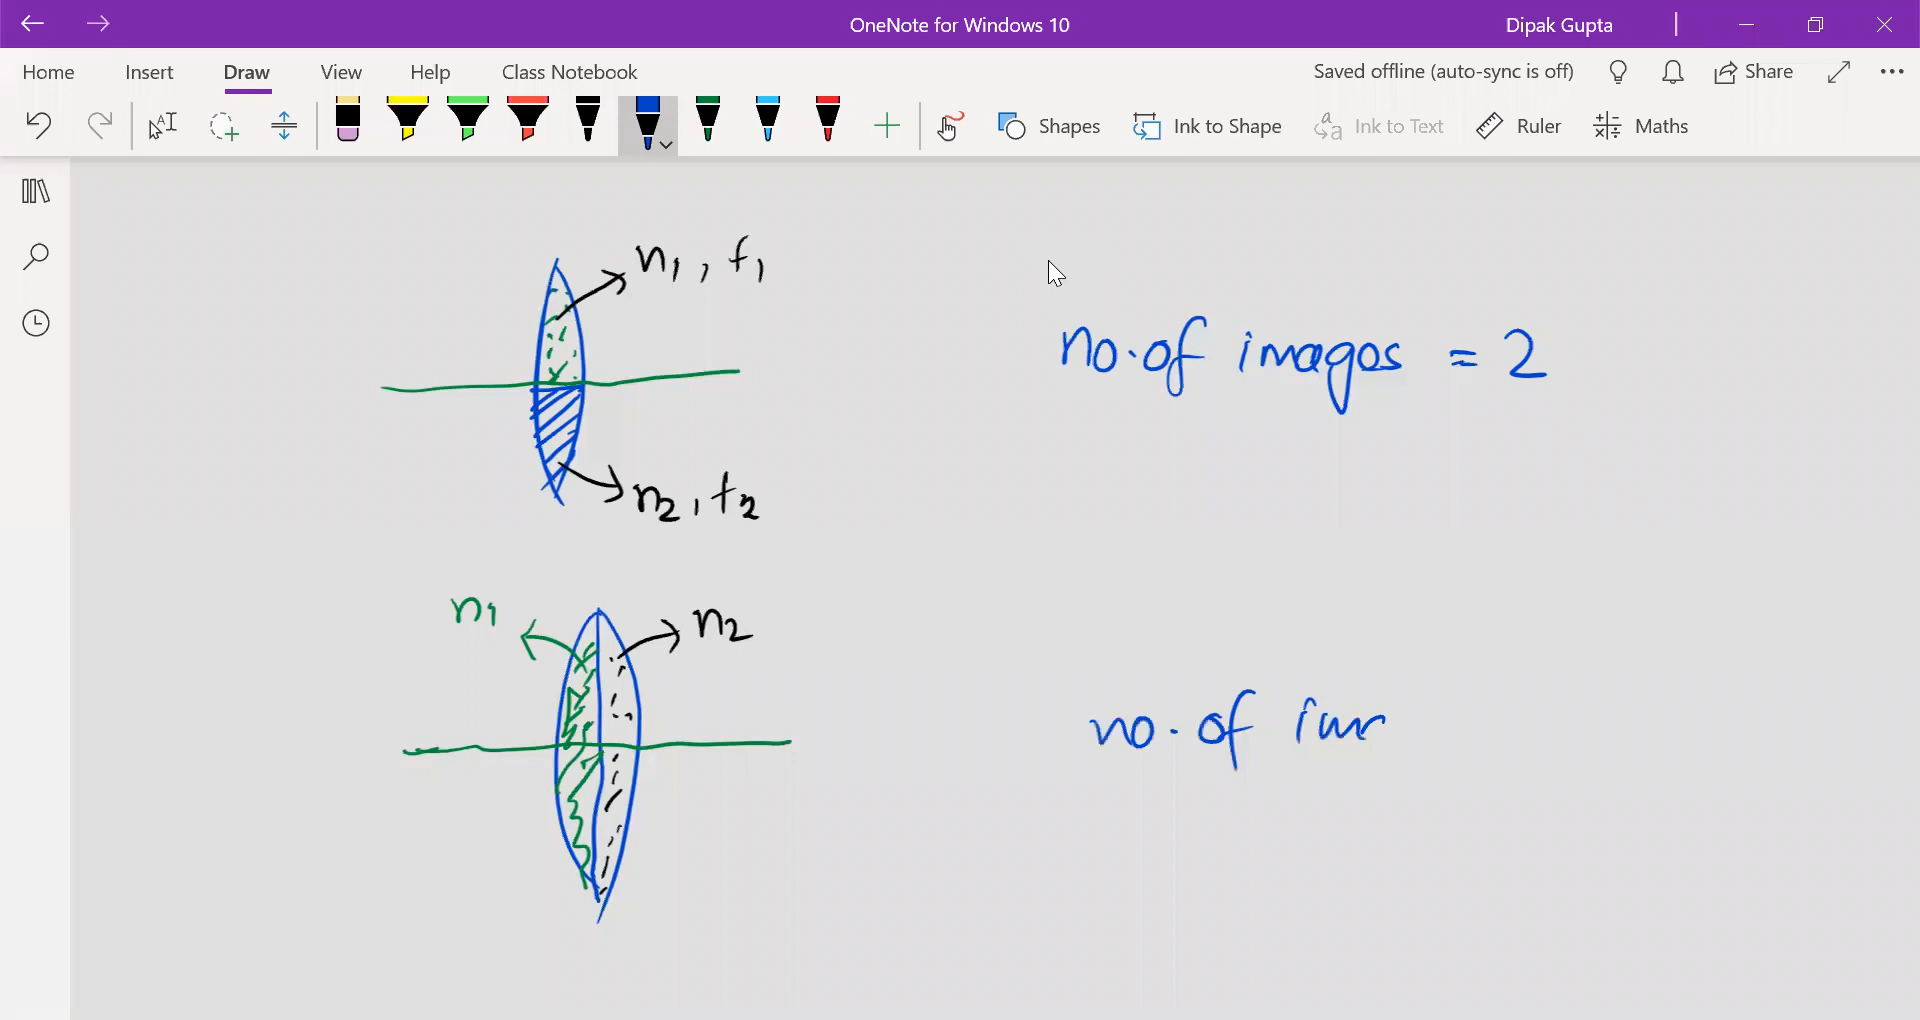 OneNote for Windows 10
Dipak Gupta
Home Insert Draw View Help Class Notebook
Saved offline (auto-sync is off) Share
Shapes Ink to Shape Ink to Text Ruler Maths
n1, f1
no. of images = 2
n2, f2
n1
n2
no. of im